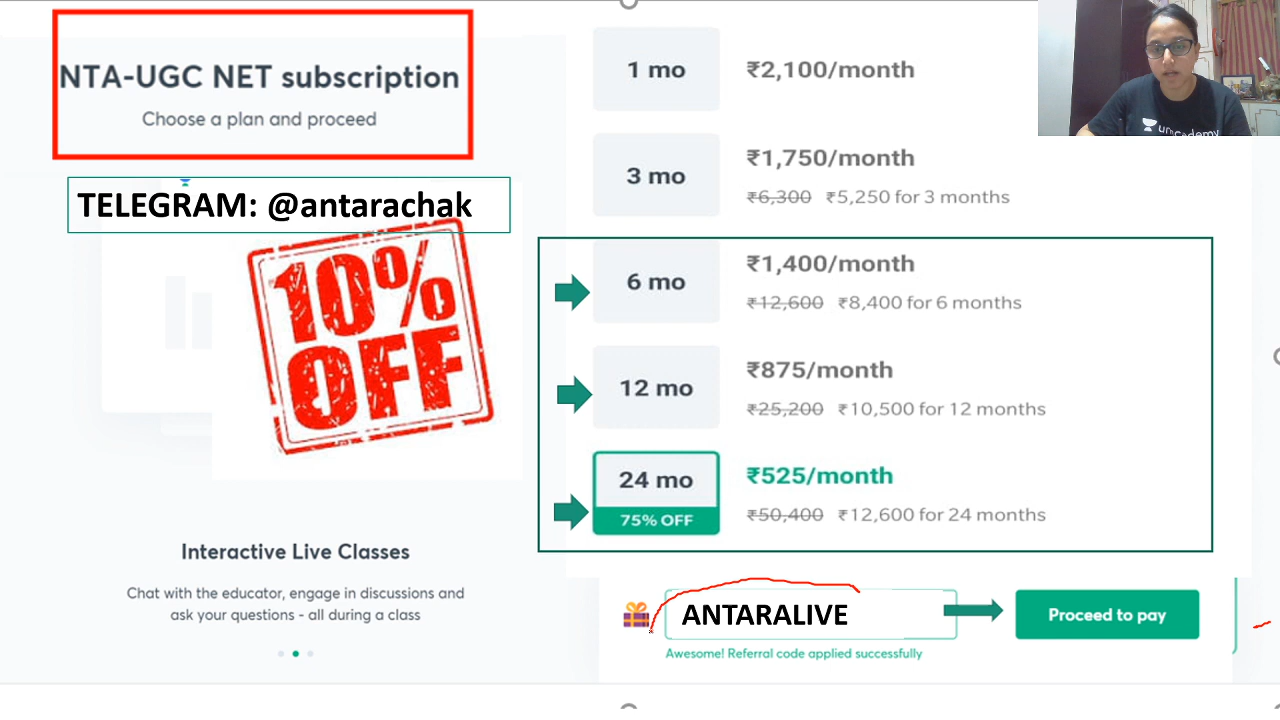 NTA-UGC NET subscription
Choose a plan and proceed
TELEGRAM: @antarachak
10%
OFF
Interactive Live Classes
Chat with the educator, engage in discussions and
ask your questions - all during a class
1 mo
₹2,100/month
3 mo
₹1,750/month
₹6,300 ₹5,250 for 3 months
6 mo
₹1,400/month
₹12,600 ₹8,400 for 6 months
12 mo
₹875/month
₹25,200 ₹10,500 for 12 months
24 mo
75% OFF
₹525/month
₹50,400 ₹12,600 for 24 months
ANTARALIVE
Proceed to pay
Awesome! Referral code applied successfully
unacademy